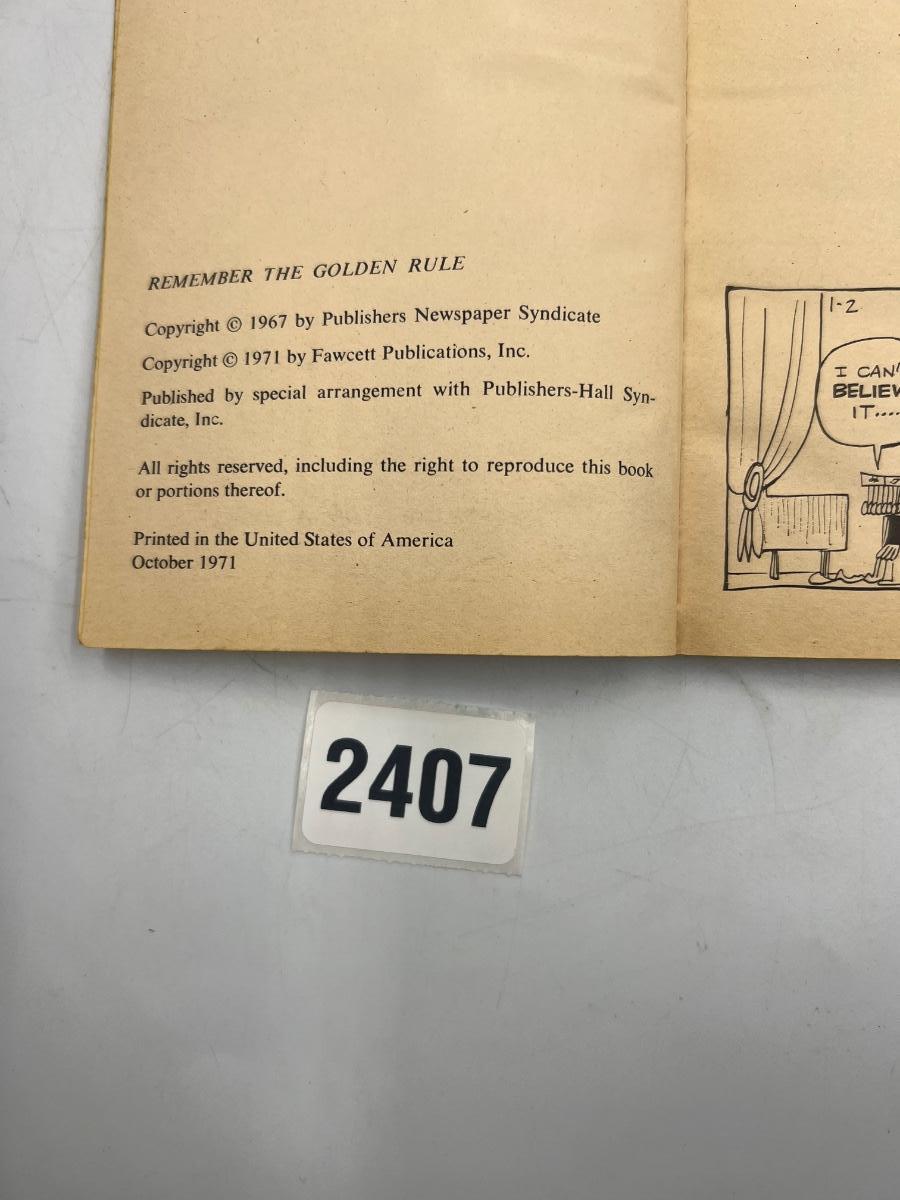 REMEMBER THE GOLDEN RULE
Copyright © 1967 by Publishers Newspaper Syndicate
Copyright © 1971 by Fawcett Publications, Inc.
Published by special arrangement with Publishers-Hall Syn-
dicate, Inc.
All rights reserved, including the right to reproduce this book
or portions thereof.
Printed in the United States of America
October 1971
1-2
I CAN'
BELIEV
IT....
2407